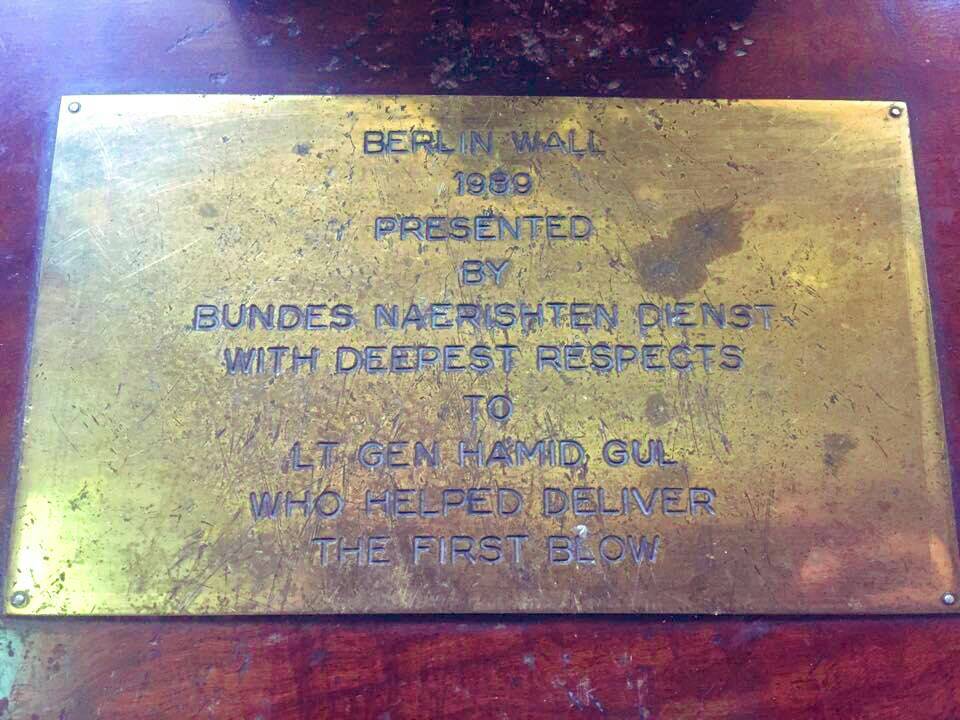 BERLIN WALL
1989
PRESENTED
BY
BUNDES NAERISHTEN DIENST
WITH DEEPEST RESPECTS
TO
LT GEN HAMID GUL
WHO HELPED DELIVER
THE FIRST BLOW